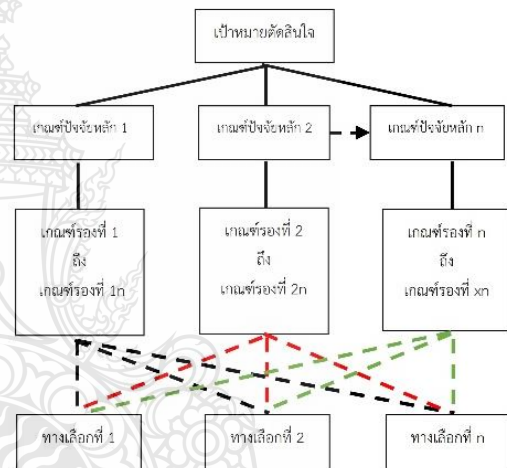 เป้าหมายตัดสินใจ
เกณฑ์ปัจจัยหลัก 1
เกณฑ์ปัจจัยหลัก 2
เกณฑ์ปัจจัยหลัก n
เกณฑ์รองที่ 1
ถึง
เกณฑ์รองที่ 1n
เกณฑ์รองที่ 2
ถึง
เกณฑ์รองที่ 2n
เกณฑ์รองที่ n
ถึง
เกณฑ์รองที่ xn
ทางเลือกที่ 1
ทางเลือกที่ 2
ทางเลือกที่ n